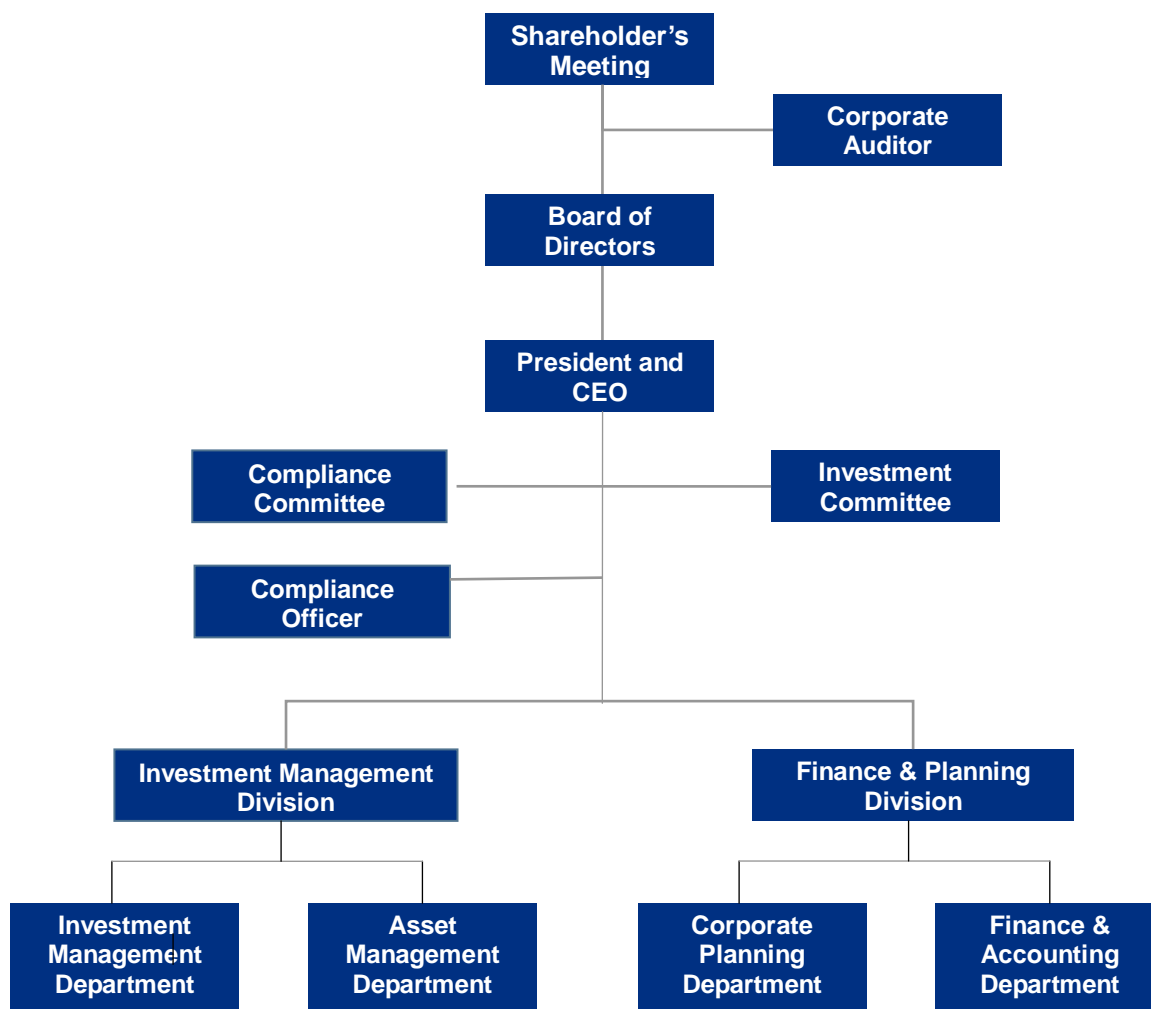 Shareholder’s
Meeting
Corporate
Auditor
Board of
Directors
President and
CEO
Compliance
Committee
Investment
Committee
Compliance
Officer
Investment Management
Division
Finance & Planning
Division
Investment
Management
Department
Asset
Management
Department
Corporate
Planning
Department
Finance &
Accounting
Department